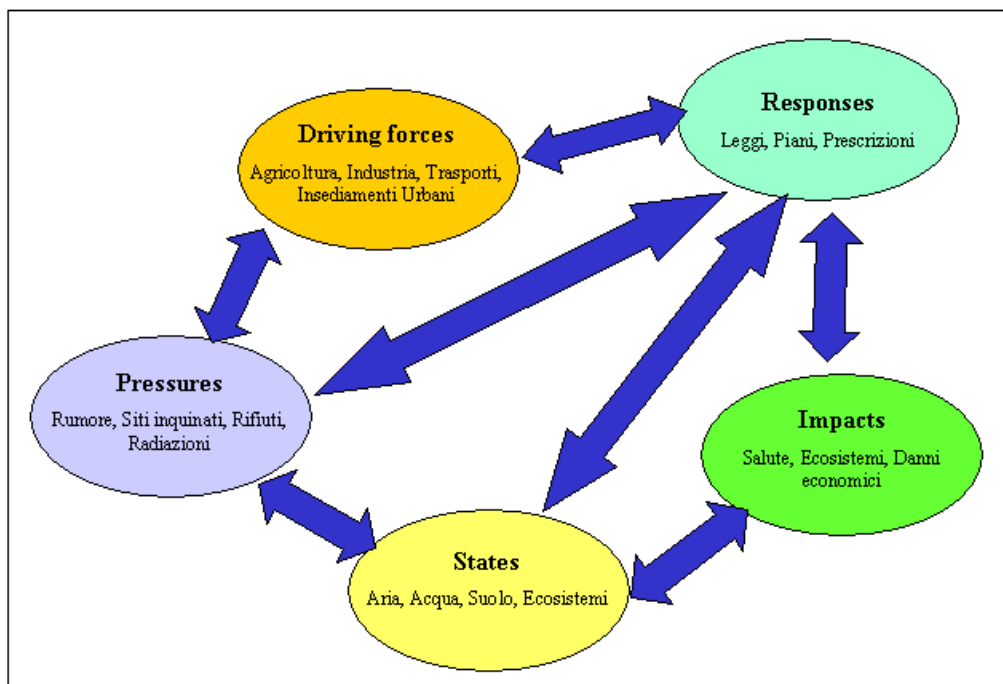 Responses
Leggi, Piani, Prescrizioni
Driving forces
Agricoltura, Industria, Trasporti,
Insediamenti Urbani
Pressures
Rumore, Siti inquinati, Rifiuti,
Radiazioni
Impacts
Salute, Ecosistemi, Danni
economici
States
Aria, Acqua, Suolo, Ecosistemi